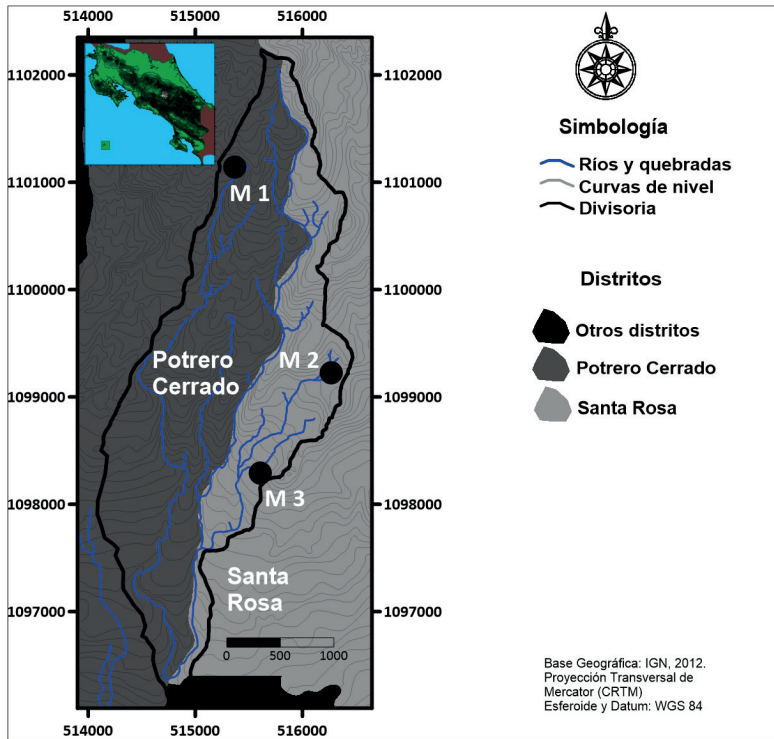 514000 515000 516000
1102000
1101000
1100000
1099000
1098000
1097000
1102000
1101000
1100000
1099000
1098000
1097000
M 1
M 2
M 3
Potrero
Cerrado
Santa
Rosa
0 500 1000
514000 515000 516000
Simbología
Ríos y quebradas
Curvas de nivel
Divisoria
Distritos
Otros distritos
Potrero Cerrado
Santa Rosa
Base Geográfica: IGN, 2012.
Proyección Transversal de
Mercator (CRTM)
Esferoide y Datum: WGS 84